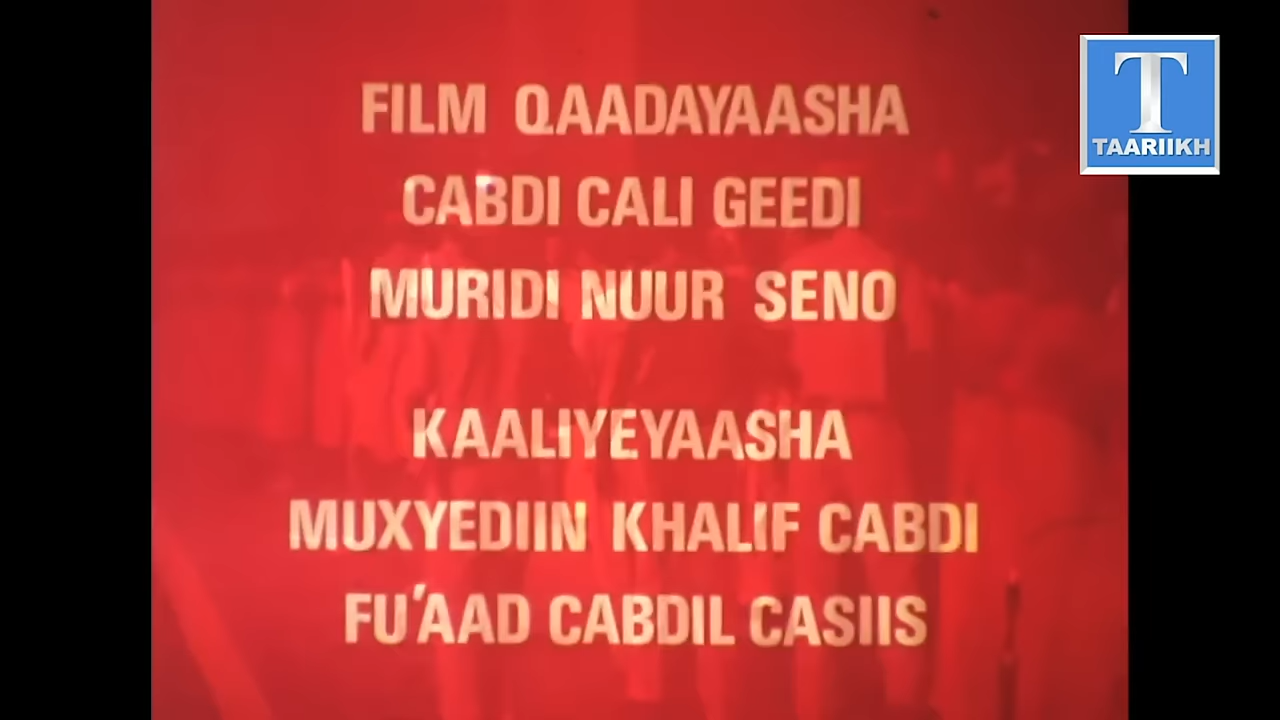 FILM QAADAYAASHA
CABDI CALI GEEDI
MURIDI NUUR SENO
KAALIYEYAASHA
MUXYEDIIN KHALIF CABDI
FU'AAD CABDIL CASIIS
T
TAARIIKH